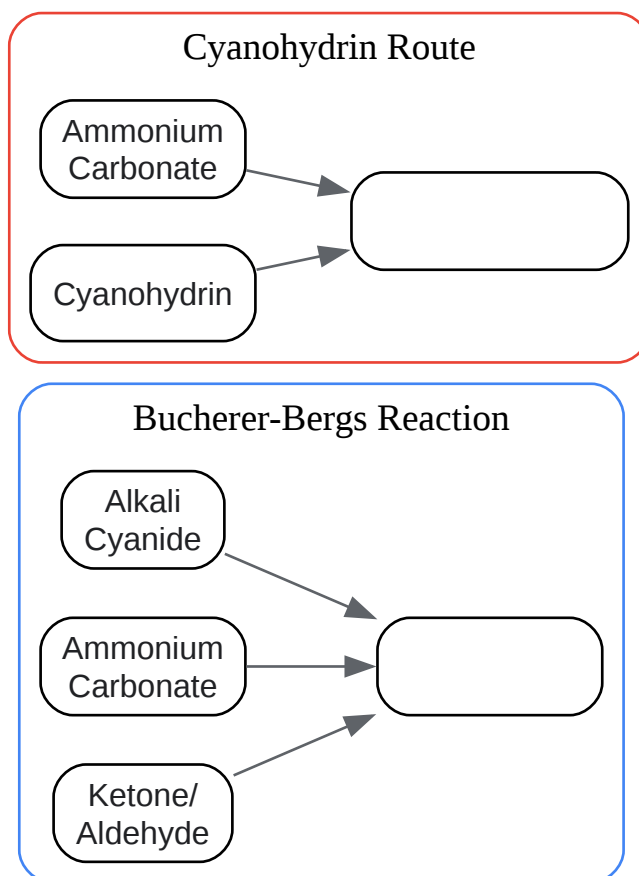 Cyanohydrin Route
Ammonium
Carbonate
Cyanohydrin
Bucherer-Bergs Reaction
Alkali
Cyanide
Ammonium
Carbonate
Ketone/
Aldehyde